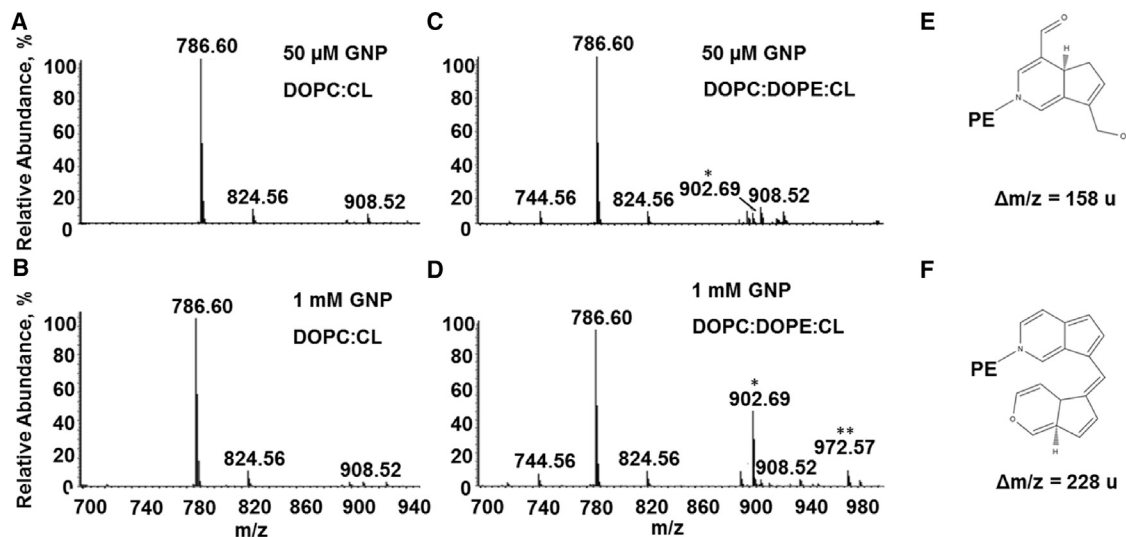 A
Relative Abundance, %
100
80
60
40
20
0
786.60
824.56
908.52
50 µM GNP
DOPC:CL
C
100
80
60
40
20
0
744.56
786.60
824.56
*
902.69
908.52
50 µM GNP
DOPC:DOPE:CL
E
O
H
N
PE
O
Δm/z = 158 u
B
Relative Abundance, %
100
80
60
40
20
0
786.60
824.56
908.52
1 mM GNP
DOPC:CL
700 740 780 820 860 900 940
m/z
D
100
80
60
40
20
0
744.56
786.60
824.56
*
902.69
908.52
**
972.57
1 mM GNP
DOPC:DOPE:CL
700 740 780 820 860 900 940 980
m/z
F
N
PE
O
H
Δm/z = 228 u